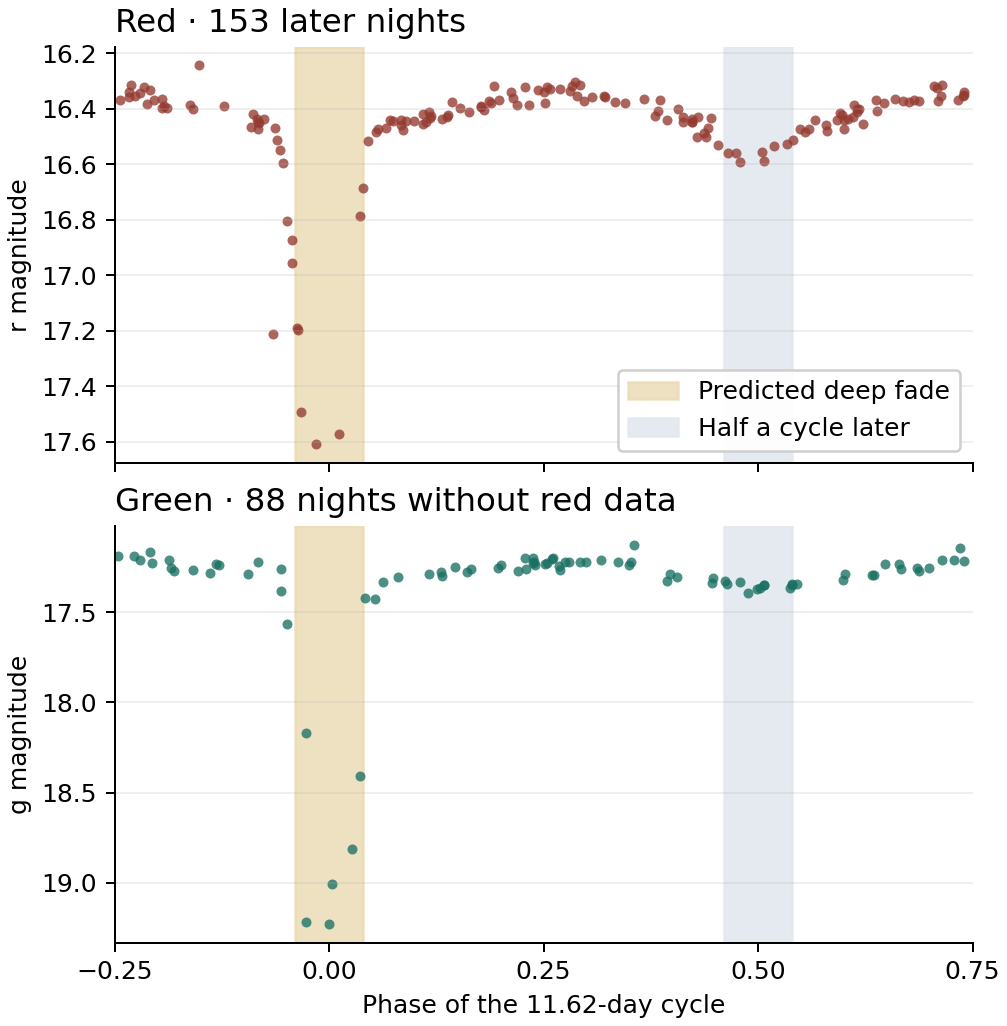 Red · 153 later nights
16.2
16.4
16.6
16.8
17.0
17.2
17.4
17.6
r magnitude
Predicted deep fade
Half a cycle later
Green · 88 nights without red data
17.5
18.0
18.5
19.0
g magnitude
−0.25 0.00 0.25 0.50 0.75
Phase of the 11.62-day cycle